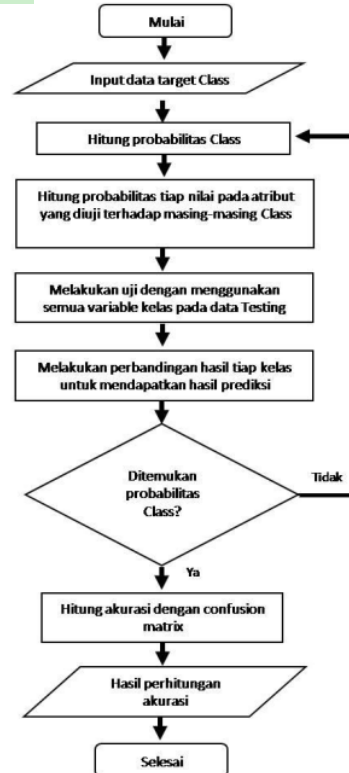 Mulai
Input data target Class
Hitung probabilitas Class
Hitung probabilitas tiap nilai pada atribut
yang diuji terhadap masing-masing Class
Melakukan uji dengan menggunakan
semua variable kelas pada data Testing
Melakukan perbandingan hasil tiap kelas
untuk mendapatkan hasil prediksi
Ditemukan
probabilitas
Class?
Tidak
Ya
Hitung akurasi dengan confusion
matrix
Hasil perhitungan
akurasi
Selesai